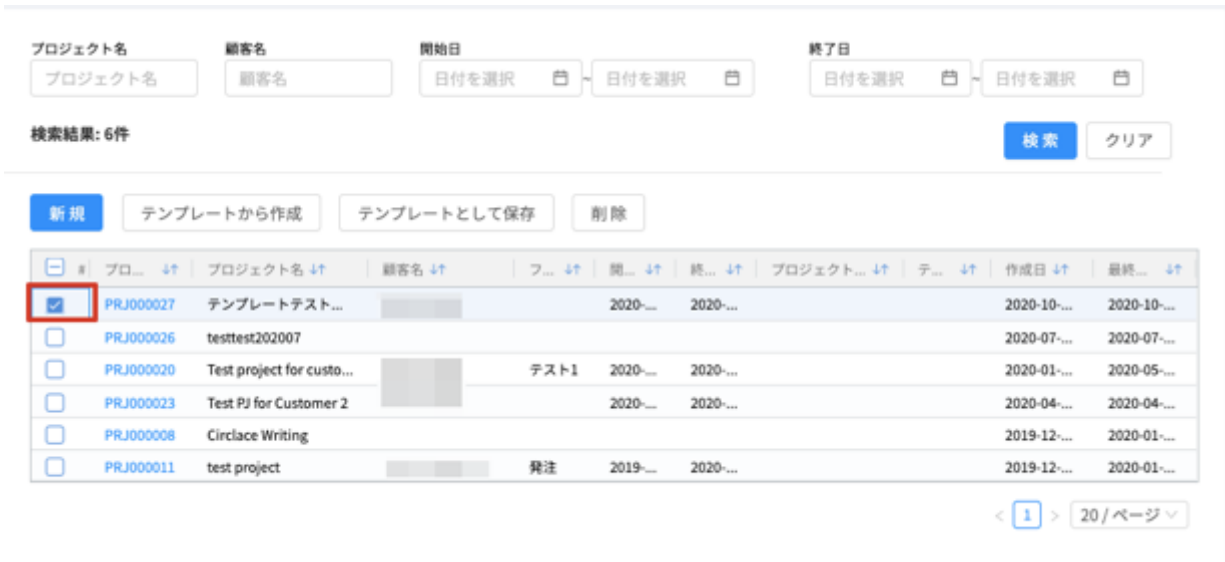 プロジェクト名 顧客名 開始日 終了日
プロジェクト名 顧客名 日付を選択 ~ 日付を選択 日付を選択 ~ 日付を選択
検索結果: 6件
検索 クリア
新規 テンプレートから作成 テンプレートとして保存 削除
# プロ... プロジェクト名 顧客名 フ... 開... 終... プロジェクト... テ... 作成日 最終...
PRJ000027 テンプレートテスト... 2020-... 2020-... 2020-10-... 2020-10-...
PRJ000026 testtest202007 2020-07-... 2020-07-...
PRJ000020 Test project for custo... テスト1 2020-... 2020-... 2020-01-... 2020-05-...
PRJ000023 Test PJ for Customer 2 2020-... 2020-... 2020-04-... 2020-04-...
PRJ000008 Circlace Writing 2019-12-... 2020-01-...
PRJ000011 test project 発注 2019-... 2020-... 2019-12-... 2020-01-...
< 1 > 20 / ページ